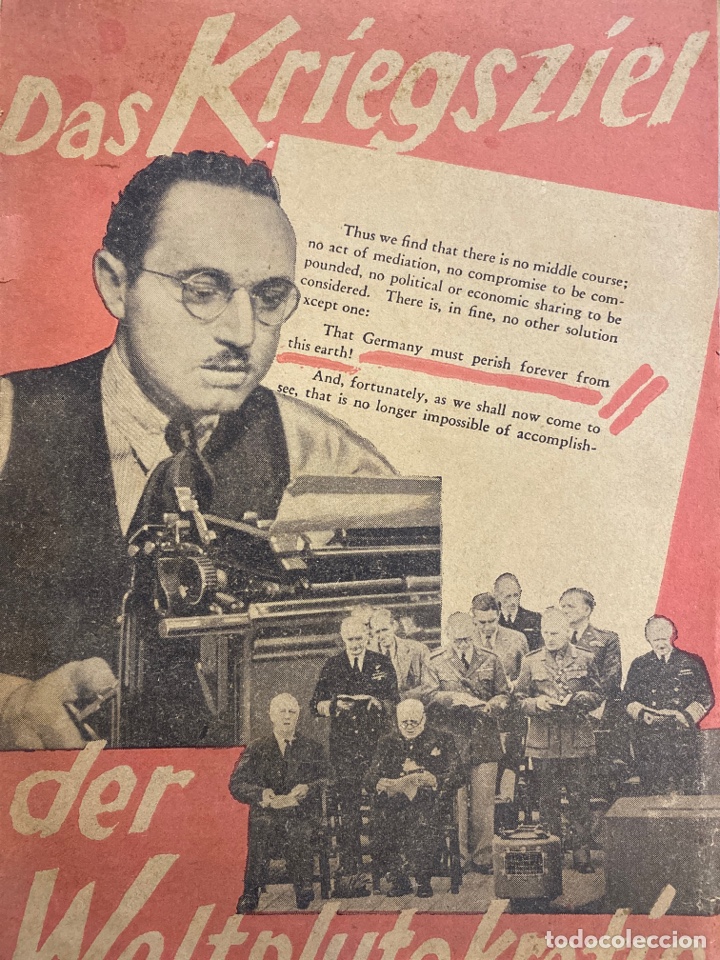 Das Kriegsziel
Thus we find that there is no middle course;
no act of mediation, no compromise to be com-
pounded, no political or economic sharing to be
considered. There is, in fine, no other solution
xcept one:
That Germany must perish forever from
this earth!
And, fortunately, as we shall now come to
see, that is no longer impossible of accomplish-
der
Weltplutokratie
todocoleccion